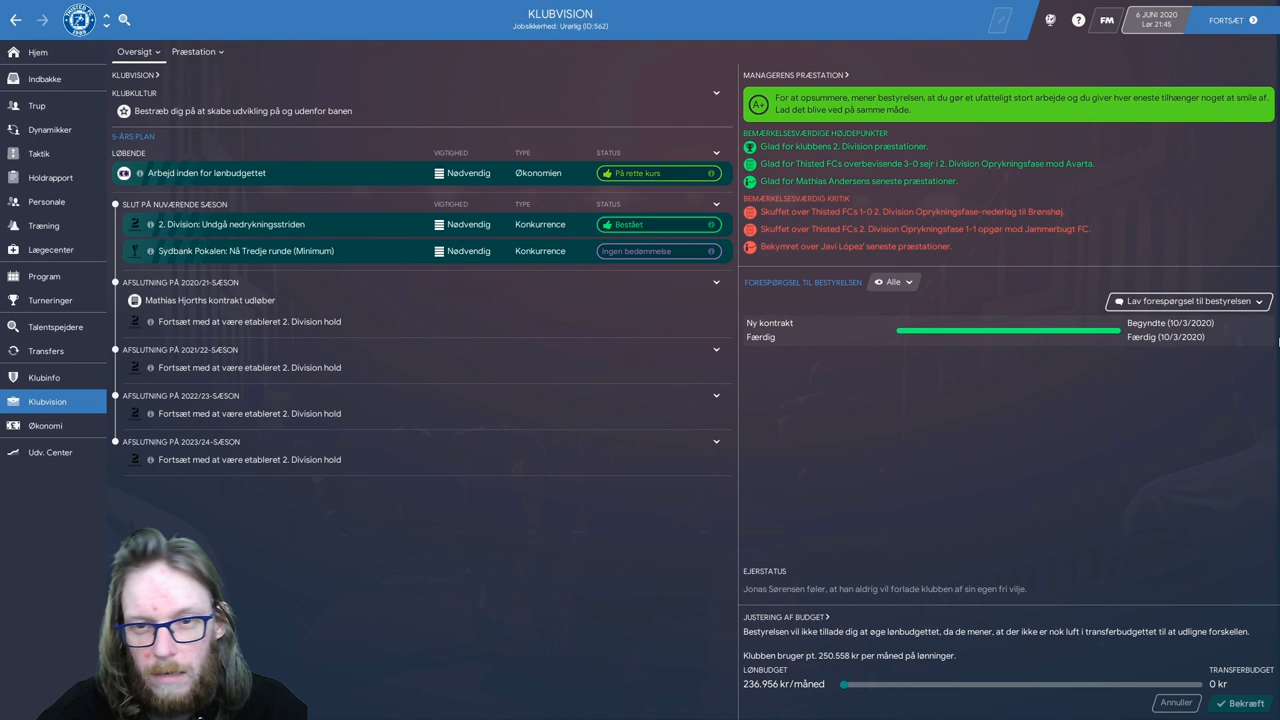 KLUBVISION
Jobsikkerhed: Urørlig (ID:562)
FM
6 JUNI 2020
Lør 21:45
FORTSÆT
Hjem
Indbakke
Trup
Dynamikker
Taktik
Holdrapport
Personale
Træning
Lægecenter
Program
Turneringer
Talentspejdere
Transfers
Klubinfo
Klubvision
Økonomi
Udv. Center
Oversigt
Præstation
KLUBVISION
KLUBKULTUR
Bestræb dig på at skabe udvikling på og udenfor banen
5-ÅRS PLAN
LØBENDE VIGTIGHED TYPE STATUS
Arbejd inden for lønbudgettet Nødvendig Økonomien På rette kurs
SLUT PÅ NUVÆRENDE SÆSON VIGTIGHED TYPE STATUS
2. Division: Undgå nedrykningsstriden Nødvendig Konkurrence Bestået
Sydbank Pokalen: Nå Tredje runde (Minimum) Nødvendig Konkurrence Ingen bedømmelse
AFSLUTNING PÅ 2020/21-SÆSON
Mathias Hjorths kontrakt udløber
Fortsæt med at være etableret 2. Division hold
AFSLUTNING PÅ 2021/22-SÆSON
Fortsæt med at være etableret 2. Division hold
AFSLUTNING PÅ 2022/23-SÆSON
Fortsæt med at være etableret 2. Division hold
AFSLUTNING PÅ 2023/24-SÆSON
Fortsæt med at være etableret 2. Division hold
MANAGERENS PRÆSTATION
A+
For at opsummere, mener bestyrelsen, at du gør et ufatteligt stort arbejde og du giver hver eneste tilhænger noget at smile af.
Lad det blive ved på samme måde.
BEMÆRKELSESVÆRDIGE HØJDEPUNKTER
Glad for klubbens 2. Division præstationer.
Glad for Thisted FCs overbevisende 3-0 sejr i 2. Division Oprykningsfase mod Avarta.
Glad for Mathias Andersens seneste præstationer.
BEMÆRKELSESVÆRDIG KRITIK
Skuffet over Thisted FCs 1-0 2. Division Oprykningsfase-nederlag til Brønshøj.
Skuffet over Thisted FCs 2. Division Oprykningsfase 1-1 opgør mod Jammerbugt FC.
Bekymret over Javi López' seneste præstationer.
FORESPØRGSEL TIL BESTYRELSEN Alle
Lav forespørgsel til bestyrelsen
Ny kontrakt Begyndte (10/3/2020)
Færdig Færdig (10/3/2020)
EJERSTATUS
Jonas Sørensen føler, at han aldrig vil forlade klubben af sin egen fri vilje.
JUSTERING AF BUDGET
Bestyrelsen vil ikke tillade dig at øge lønbudgettet, da de mener, at der ikke er nok luft i transferbudgettet til at udligne forskellen.
Klubben bruger pt. 250.558 kr per måned på lønninger.
LØNBUDGET TRANSFERBUDGET
236.956 kr/måned 0 kr
Annuller Bekræft